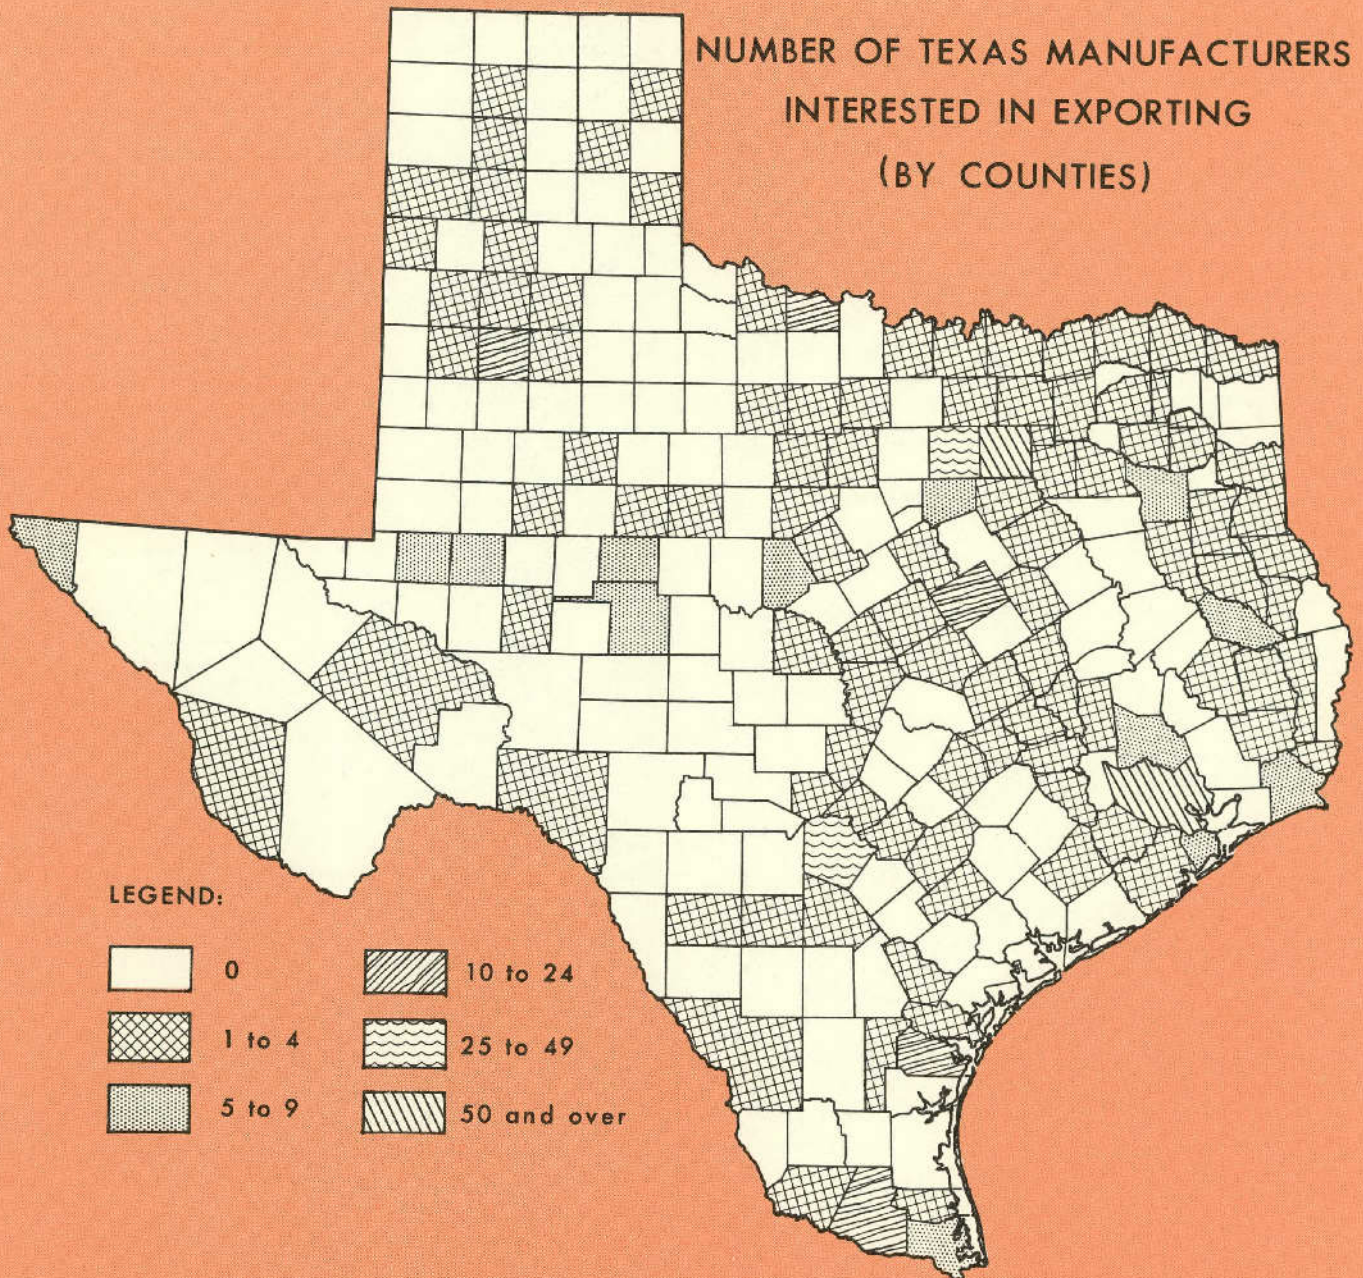 NUMBER OF TEXAS MANUFACTURERS
INTERESTED IN EXPORTING
(BY COUNTIES)
LEGEND:
0
1 to 4
5 to 9
10 to 24
25 to 49
50 and over